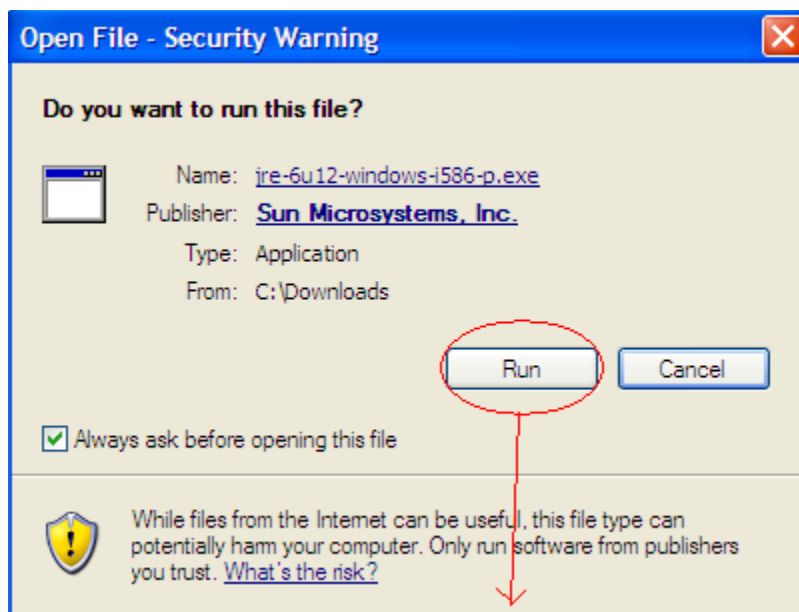 Open File - Security Warning
Do you want to run this file?
Name: jre-6u12-windows-i586-p.exe
Publisher: Sun Microsystems, Inc.
Type: Application
From: C:\Downloads
Run Cancel
Always ask before opening this file
While files from the Internet can be useful, this file type can
potentially harm your computer. Only run software from publishers
you trust. What's the risk?